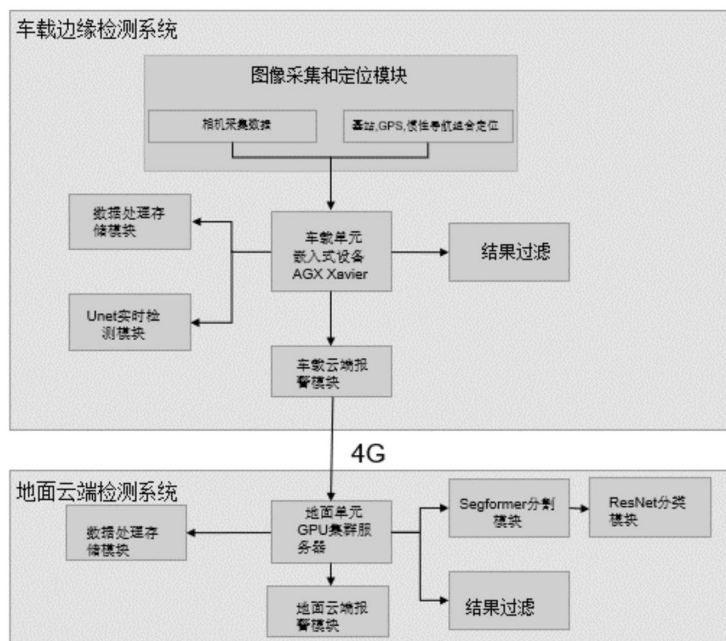 车载边缘检测系统
图像采集和定位模块
相机采集数据
基站,GPS,惯性导航组合定位
数据处理存
储模块
车载单元
嵌入式设备
AGX Xavier
结果过滤
Unet实时检
测模块
车载云端报
警模块
4G
地面云端检测系统
数据处理存
储模块
地面单元
GPU集群服
务器
Segformer分割
模块
ResNet分类
模块
地面云端报
警模块
结果过滤